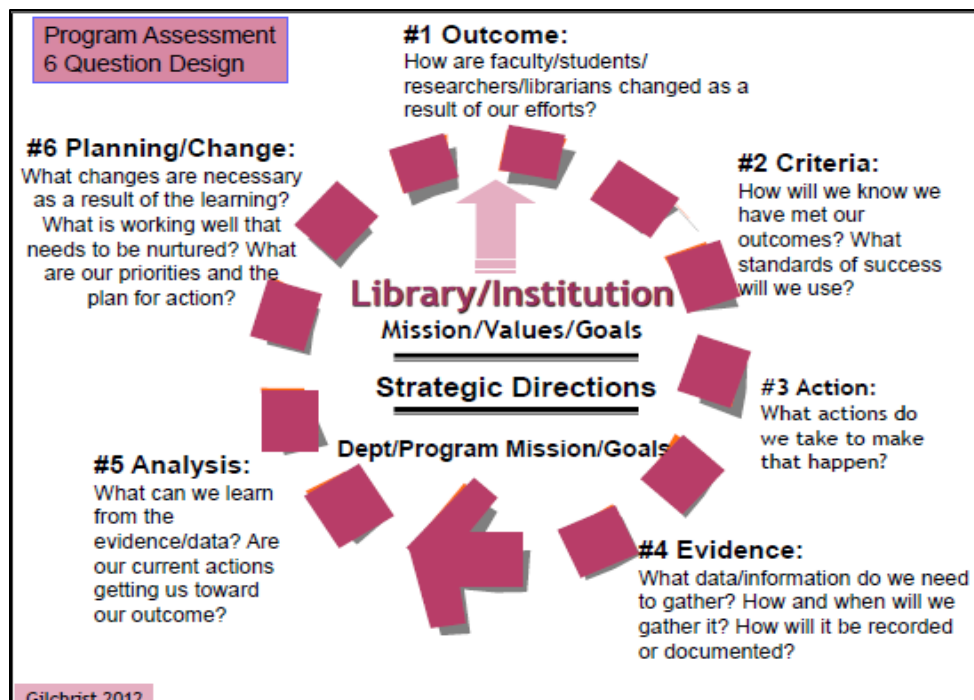 Program Assessment
6 Question Design
#1 Outcome:
How are faculty/students/
researchers/librarians changed as a
result of our efforts?
#2 Criteria:
How will we know we
have met our
outcomes? What
standards of success
will we use?
#3 Action:
What actions do
we take to make
that happen?
#4 Evidence:
What data/information do we need
to gather? How and when will we
gather it? How will it be recorded
or documented?
#5 Analysis:
What can we learn
from the
evidence/data? Are
our current actions
getting us toward
our outcome?
#6 Planning/Change:
What changes are necessary
as a result of the learning?
What is working well that
needs to be nurtured? What
are our priorities and the
plan for action?
Library/Institution
Mission/Values/Goals
Strategic Directions
Dept/Program Mission/Goals
Gilchrist 2012